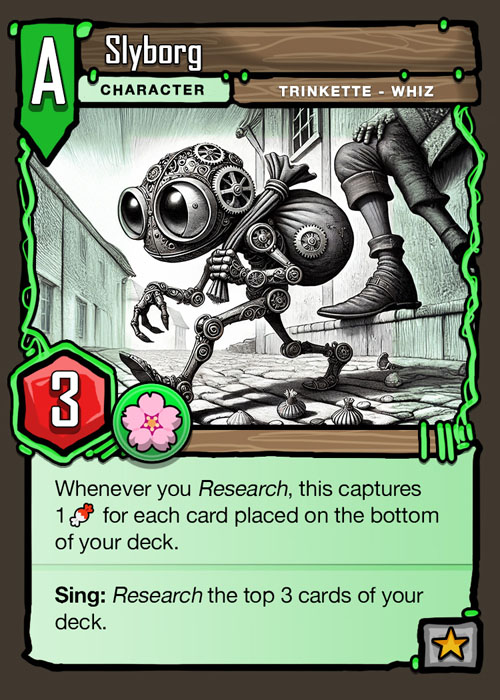 A
Slyborg
CHARACTER
TRINKETTE - WHIZ
3
Whenever you Research, this captures
1 for each card placed on the bottom
of your deck.
Sing: Research the top 3 cards of your
deck.